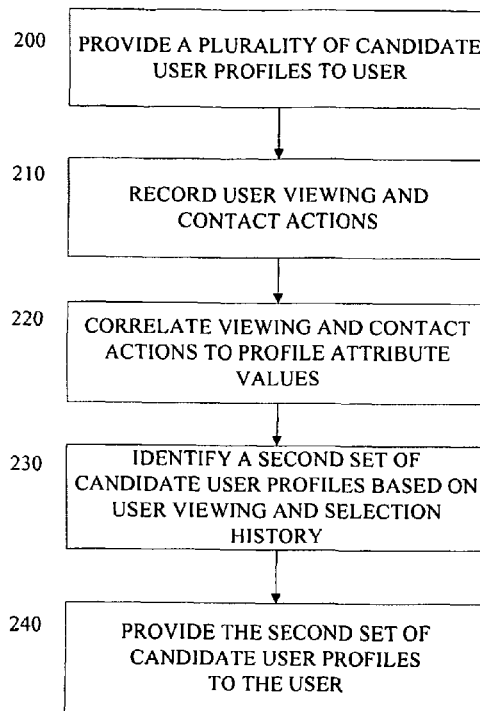 200
PROVIDE A PLURALITY OF CANDIDATE
USER PROFILES TO USER
210
RECORD USER VIEWING AND
CONTACT ACTIONS
220
CORRELATE VIEWING AND CONTACT
ACTIONS TO PROFILE ATTRIBUTE
VALUES
230
IDENTIFY A SECOND SET OF
CANDIDATE USER PROFILES BASED ON
USER VIEWING AND SELECTION
HISTORY
240
PROVIDE THE SECOND SET OF
CANDIDATE USER PROFILES
TO THE USER